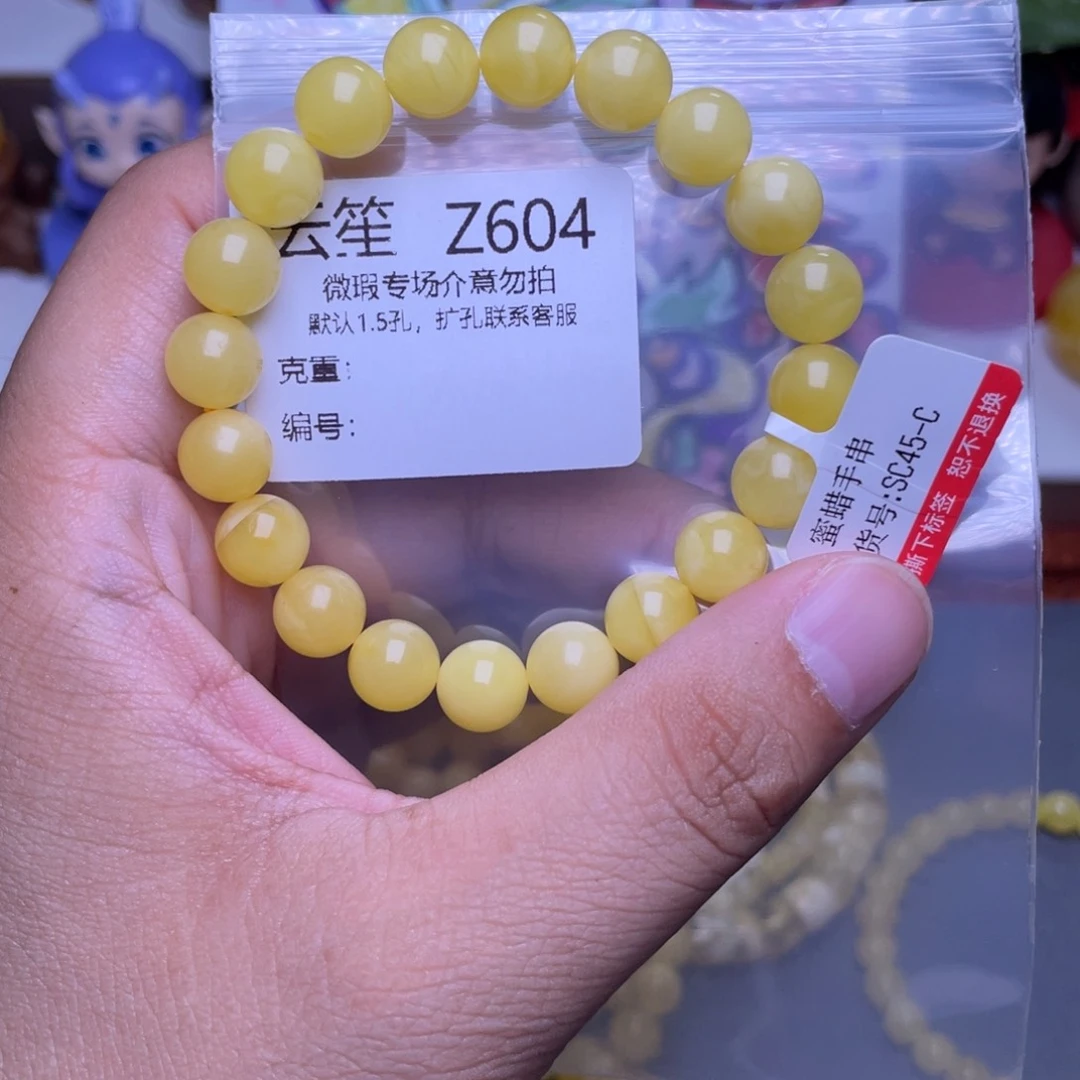 云笙 Z604
微瑕专场介意勿拍
默认1.5孔，扩孔联系客服
克重：
编号：
蜜蜡手串
货号:SC45-C
撕下标签 恕不退换